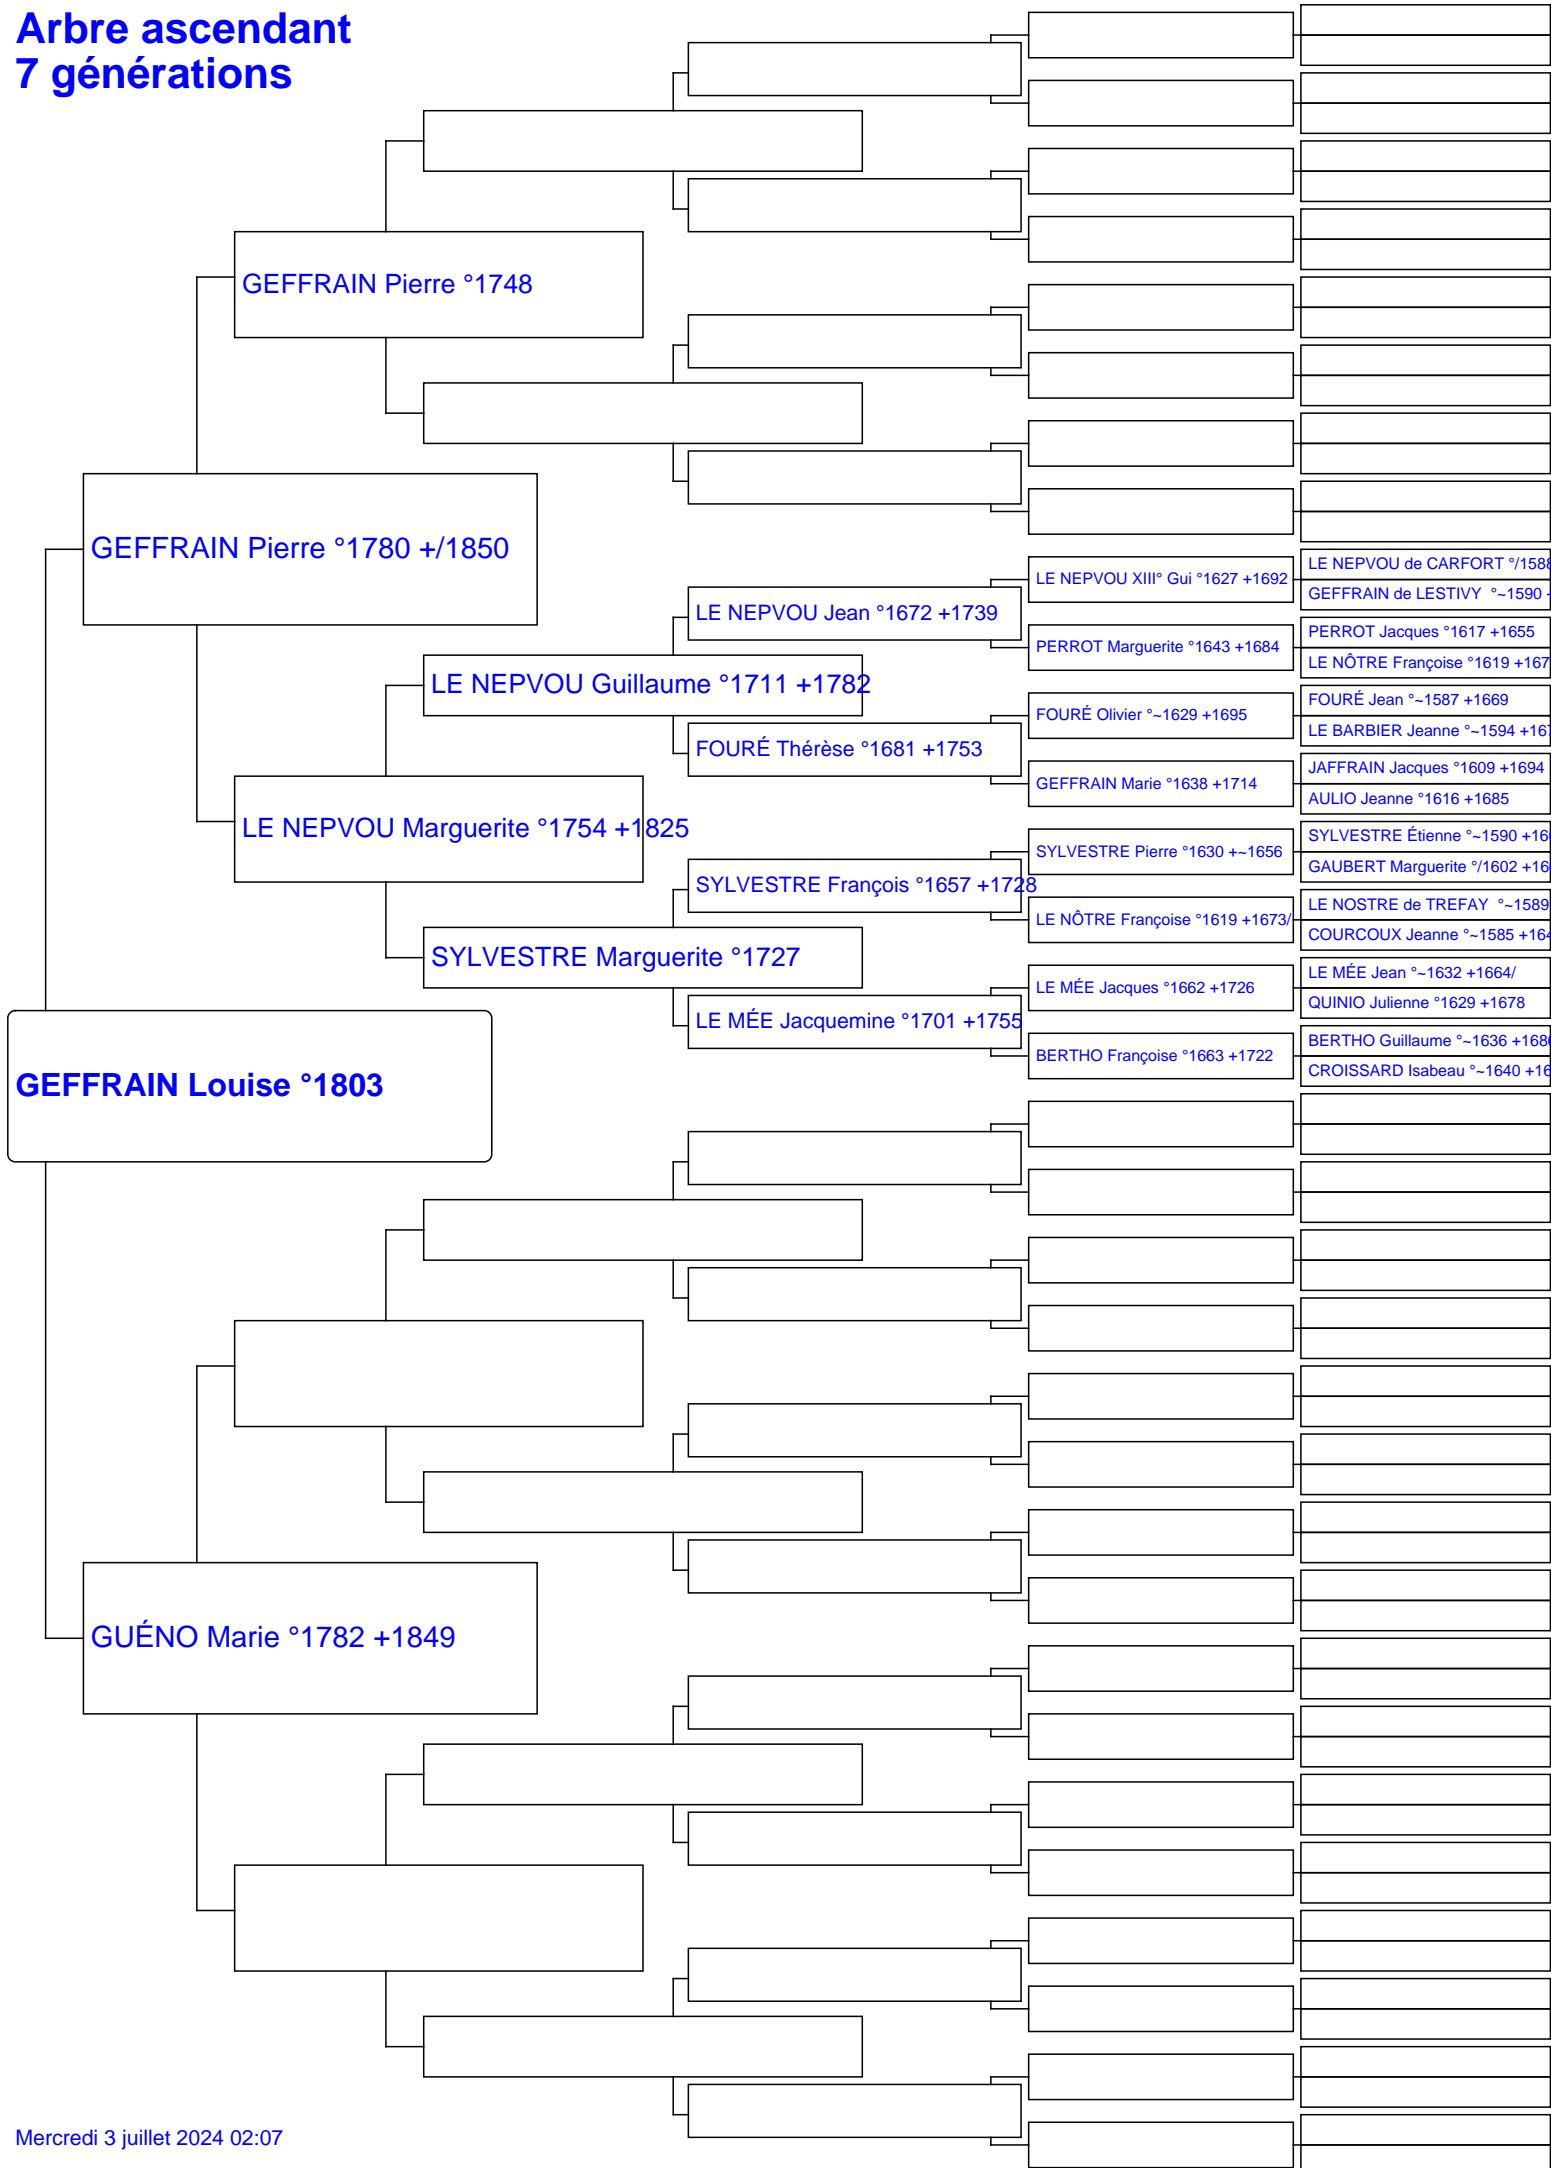 Arbre ascendant
7 générations
GEFFRAIN Pierre °1748
GEFFRAIN Pierre °1780 +/1850
LE NEPVOU XIII° Gui °1627 +1692
LE NEPVOU de CARFORT °/1588
GEFFRAIN de LESTIVY °~1590
LE NEPVOU Jean °1672 +1739
PERROT Marguerite °1643 +1684
PERROT Jacques °1617 +1655
LE NÔTRE Françoise °1619 +167
LE NEPVOU Guillaume °1711 +1782
FOURÉ Olivier °~1629 +1695
FOURÉ Jean °~1587 +1669
LE BARBIER Jeanne °~1594 +167
FOURÉ Thérèse °1681 +1753
GEFFRAIN Marie °1638 +1714
JAFFRAIN Jacques °1609 +1694
AULIO Jeanne °1616 +1685
LE NEPVOU Marguerite °1754 +1825
SYLVESTRE Pierre °1630 +~1656
SYLVESTRE Étienne °~1590 +16
GAUBERT Marguerite °/1602 +16
SYLVESTRE François °1657 +1728
LE NÔTRE Françoise °1619 +1673/
LE NOSTRE de TREFAY °~1589
COURCOUX Jeanne °~1585 +164
SYLVESTRE Marguerite °1727
LE MÉE Jacques °1662 +1726
LE MÉE Jean °~1632 +1664/
QUINIO Julienne °1629 +1678
LE MÉE Jacquemine °1701 +1755
BERTHO Françoise °1663 +1722
BERTHO Guillaume °~1636 +168
CROISSARD Isabeau °~1640 +16
GEFFRAIN Louise °1803
GUÉNO Marie °1782 +1849
Mercredi 3 juillet 2024 02:07